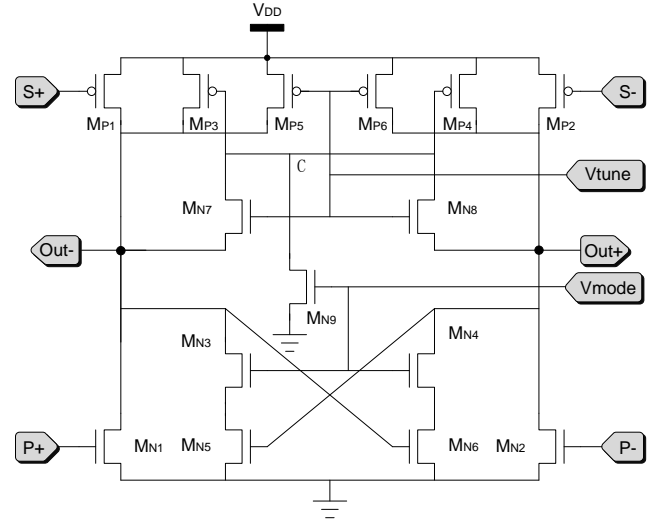 VDD
S+
S-
MP1
MP3
MP5
MP6
MP4
MP2
C
Vtune
MN7
MN8
Out-
Out+
Vmode
MN9
MN3
MN4
P+
MN1
MN5
MN6
MN2
P-